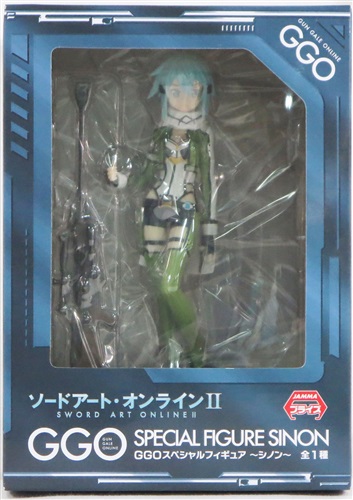 GUN GALE ONLINE
GGO
ソードアート・オンラインⅡ
SWORD ART ONLINE II
GGO
GUN GALE ONLINE
SPECIAL FIGURE SINON
GGOスペシャルフィギュア ～シノン～ 全1種
JAMMA
プライズ